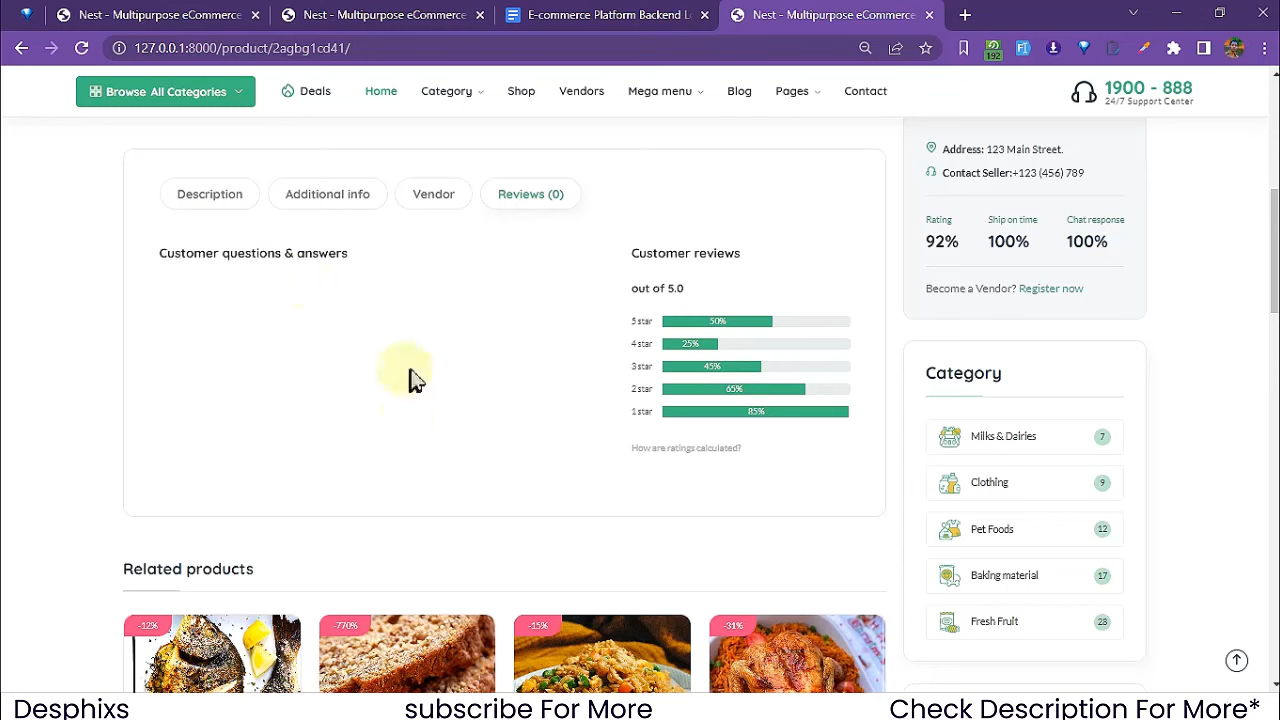 Nest - Multipurpose eCommerce
Nest - Multipurpose eCommerce
E-commerce Platform Backend Lo
Nest - Multipurpose eCommerce
127.0.0.1:8000/product/2agbg1cd41/
152
Browse All Categories
Deals
Home
Category
Shop
Vendors
Mega menu
Blog
Pages
Contact
1900 - 888
24/7 Support Center
Description
Additional info
Vendor
Reviews (0)
Customer questions & answers
Customer reviews
out of 5.0
5 star 50%
4 star 25%
3 star 45%
2 star 65%
1 star 85%
How are ratings calculated?
Address: 123 Main Street.
Contact Seller:+123 (456) 789
Rating Ship on time Chat response
92% 100% 100%
Become a Vendor? Register now
Category
Milks & Dairies 7
Clothing 9
Pet Foods 12
Baking material 17
Fresh Fruit 28
Related products
-12%
-770%
-15%
-31%
Desphixs
subscribe For More
Check Description For More*